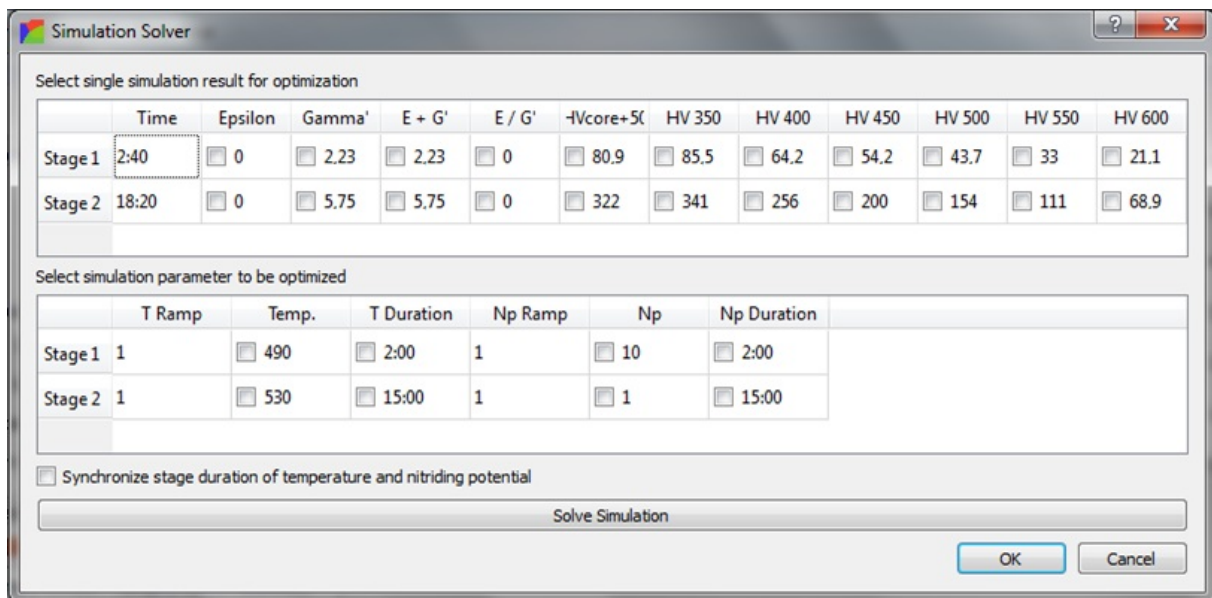 Simulation Solver
Select single simulation result for optimization
Time Epsilon Gamma' E + G' E / G' HVcore+50 HV 350 HV 400 HV 450 HV 500 HV 550 HV 600
Stage 1 2:40 0 2,23 2,23 0 80,9 85,5 64,2 54,2 43,7 33 21,1
Stage 2 18:20 0 5,75 5,75 0 322 341 256 200 154 111 68,9
Select simulation parameter to be optimized
T Ramp Temp. T Duration Np Ramp Np Np Duration
Stage 1 1 490 2:00 1 10 2:00
Stage 2 1 530 15:00 1 1 15:00
Synchronize stage duration of temperature and nitriding potential
Solve Simulation
OK Cancel